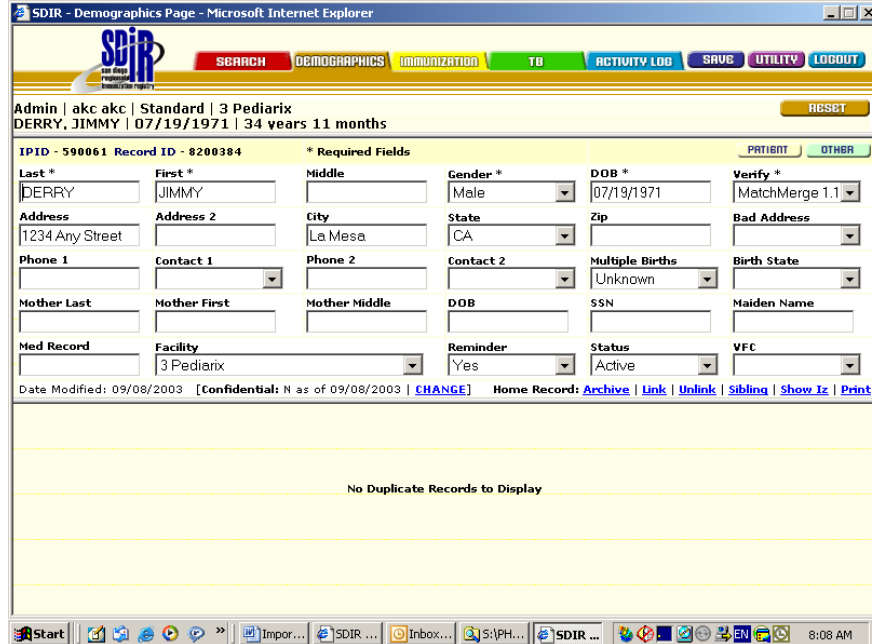 SDIR - Demographics Page - Microsoft Internet Explorer
SDIR
san diego
regional
immunization registry
SEARCH DEMOGRAPHICS IMMUNIZATION TB ACTIVITY LOG SAVE UTILITY LOGOUT
Admin | akc akc | Standard | 3 Pediarix
RESET
DERRY, JIMMY | 07/19/1971 | 34 years 11 months
IPID - 590061 Record ID - 8200384 * Required Fields PATIENT OTHER
Last * First * Middle Gender * DOB * Verify *
DERRY JIMMY Male 07/19/1971 MatchMerge 1.1
Address Address 2 City State Zip Bad Address
1234 Any Street La Mesa CA
Phone 1 Contact 1 Phone 2 Contact 2 Multiple Births Birth State
Unknown
Mother Last Mother First Mother Middle DOB SSN Maiden Name
Med Record Facility Reminder Status VFC
3 Pediarix Yes Active
Date Modified: 09/08/2003 [Confidential: N as of 09/08/2003 | CHANGE] Home Record: Archive | Link | Unlink | Sibling | Show Iz | Print
No Duplicate Records to Display
Start » Impor... SDIR ... Inbox... S:\PH... SDIR ... EN 8:08 AM